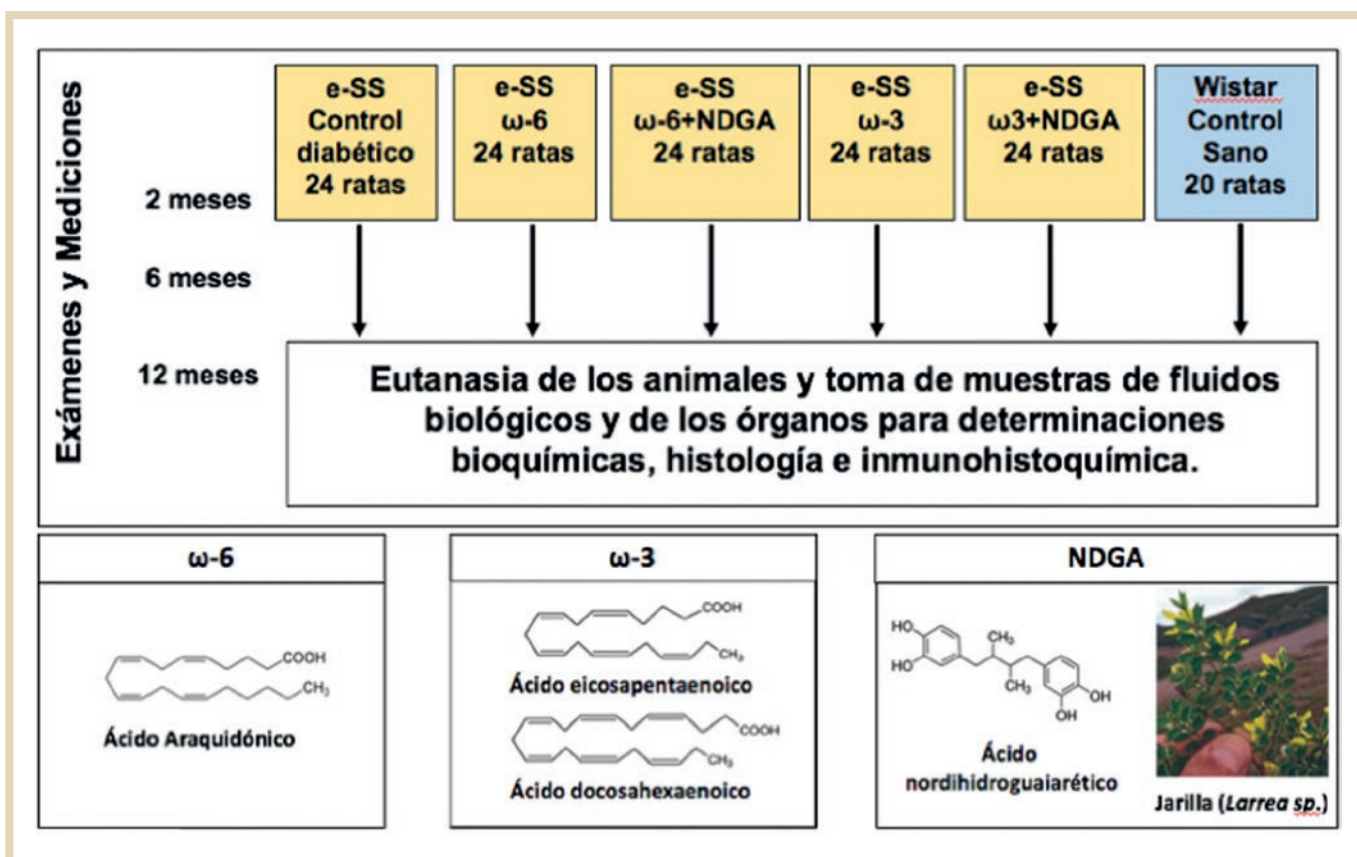 Exámenes y Mediciones
2 meses
6 meses
12 meses
e-SS
Control
diabético
24 ratas
e-SS
ω-6
24 ratas
e-SS
ω-6+NDGA
24 ratas
e-SS
ω-3
24 ratas
e-SS
ω3+NDGA
24 ratas
Wistar
Control
Sano
20 ratas
Eutanasia de los animales y toma de muestras de fluidos
biológicos y de los órganos para determinaciones
bioquímicas, histología e inmunohistoquímica.
ω-6
COOH
CH₃
Ácido Araquidónico
ω-3
COOH
CH₃
Ácido eicosapentaenoico
COOH
CH₃
Ácido docosahexaenoico
NDGA
HO
HO
CH₃
CH₃
OH
OH
Ácido
nordihidroguaiarético
Jarilla (Larrea sp.)